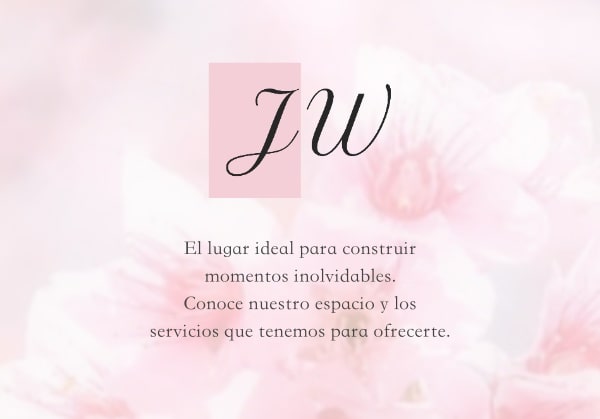 JW
El lugar ideal para construir
momentos inolvidables.
Conoce nuestro espacio y los
servicios que tenemos para ofrecerte.